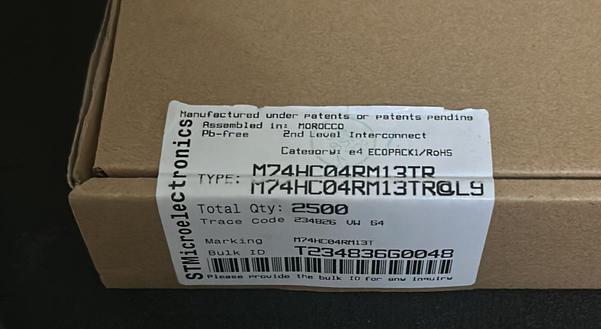 Manufactured under patents or patents pending
Assembled in: MOROCCO
Pb-free 2nd Level Interconnect
Category: e4 ECOPACK1/RoHS
TYPE: M74HC04RM13TR
M74HC04RM13TR@L9
Total Qty: 2500
Trace Code 234826 VW G4
Marking M74HC04RM13T
Bulk ID T234836G0048
Please provide the bulk ID for any inquiry
STMicroelectronics